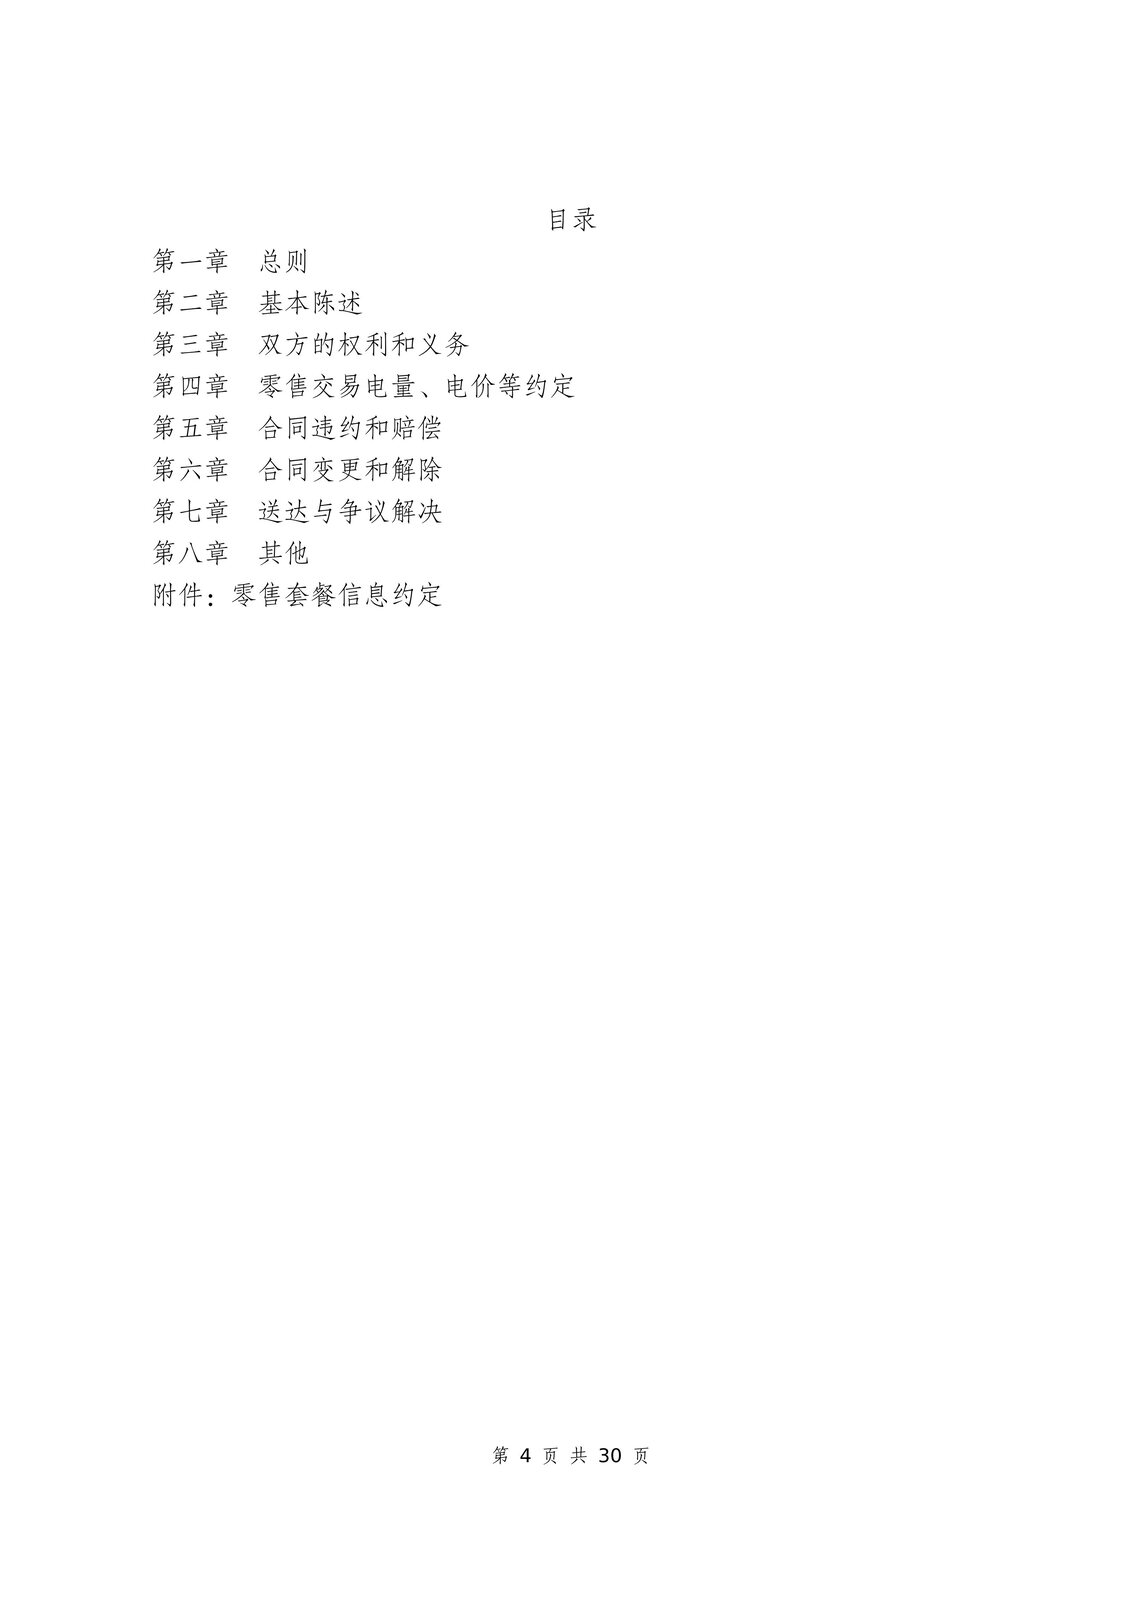 目录
第一章　总则
第二章　基本陈述
第三章　双方的权利和义务
第四章　零售交易电量、电价等约定
第五章　合同违约和赔偿
第六章　合同变更和解除
第七章　送达与争议解决
第八章　其他
附件：零售套餐信息约定
第 4 页 共 30 页